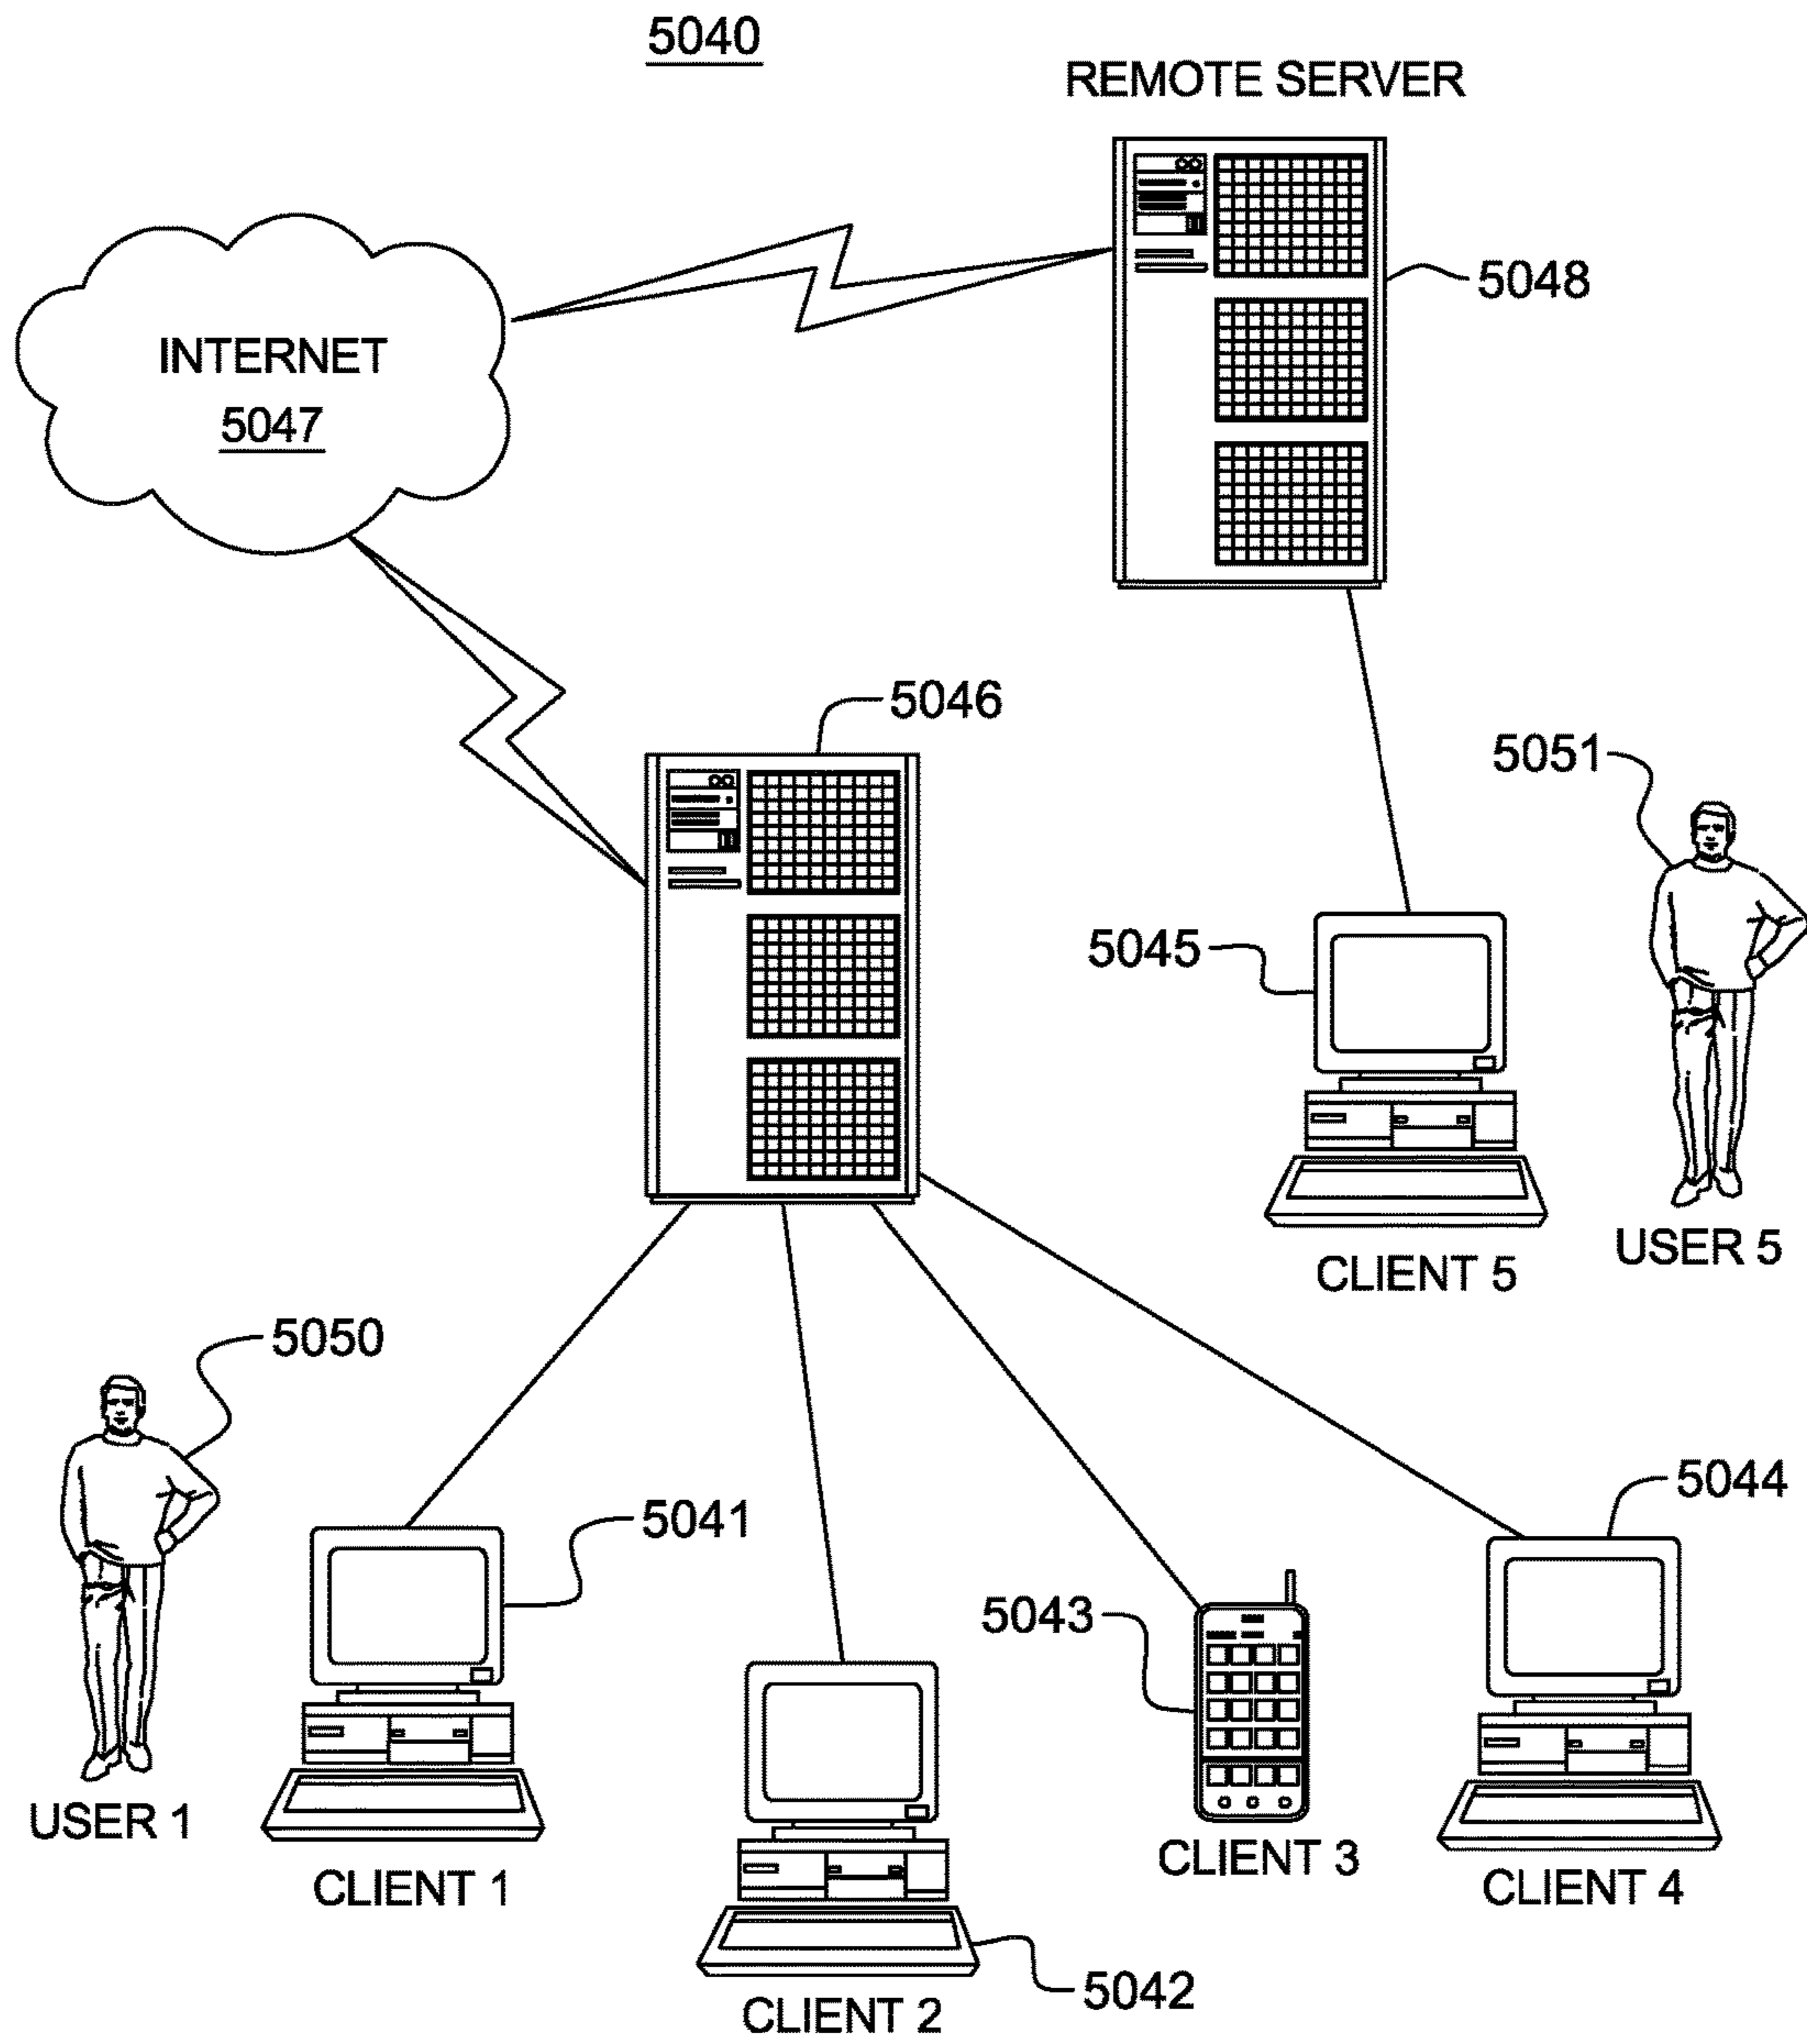 5040
REMOTE SERVER
5048
INTERNET
5047
5046
5051
5045
USER 5
CLIENT 5
5050
5041
5044
5043
USER 1
CLIENT 1
CLIENT 3
CLIENT 4
5042
CLIENT 2